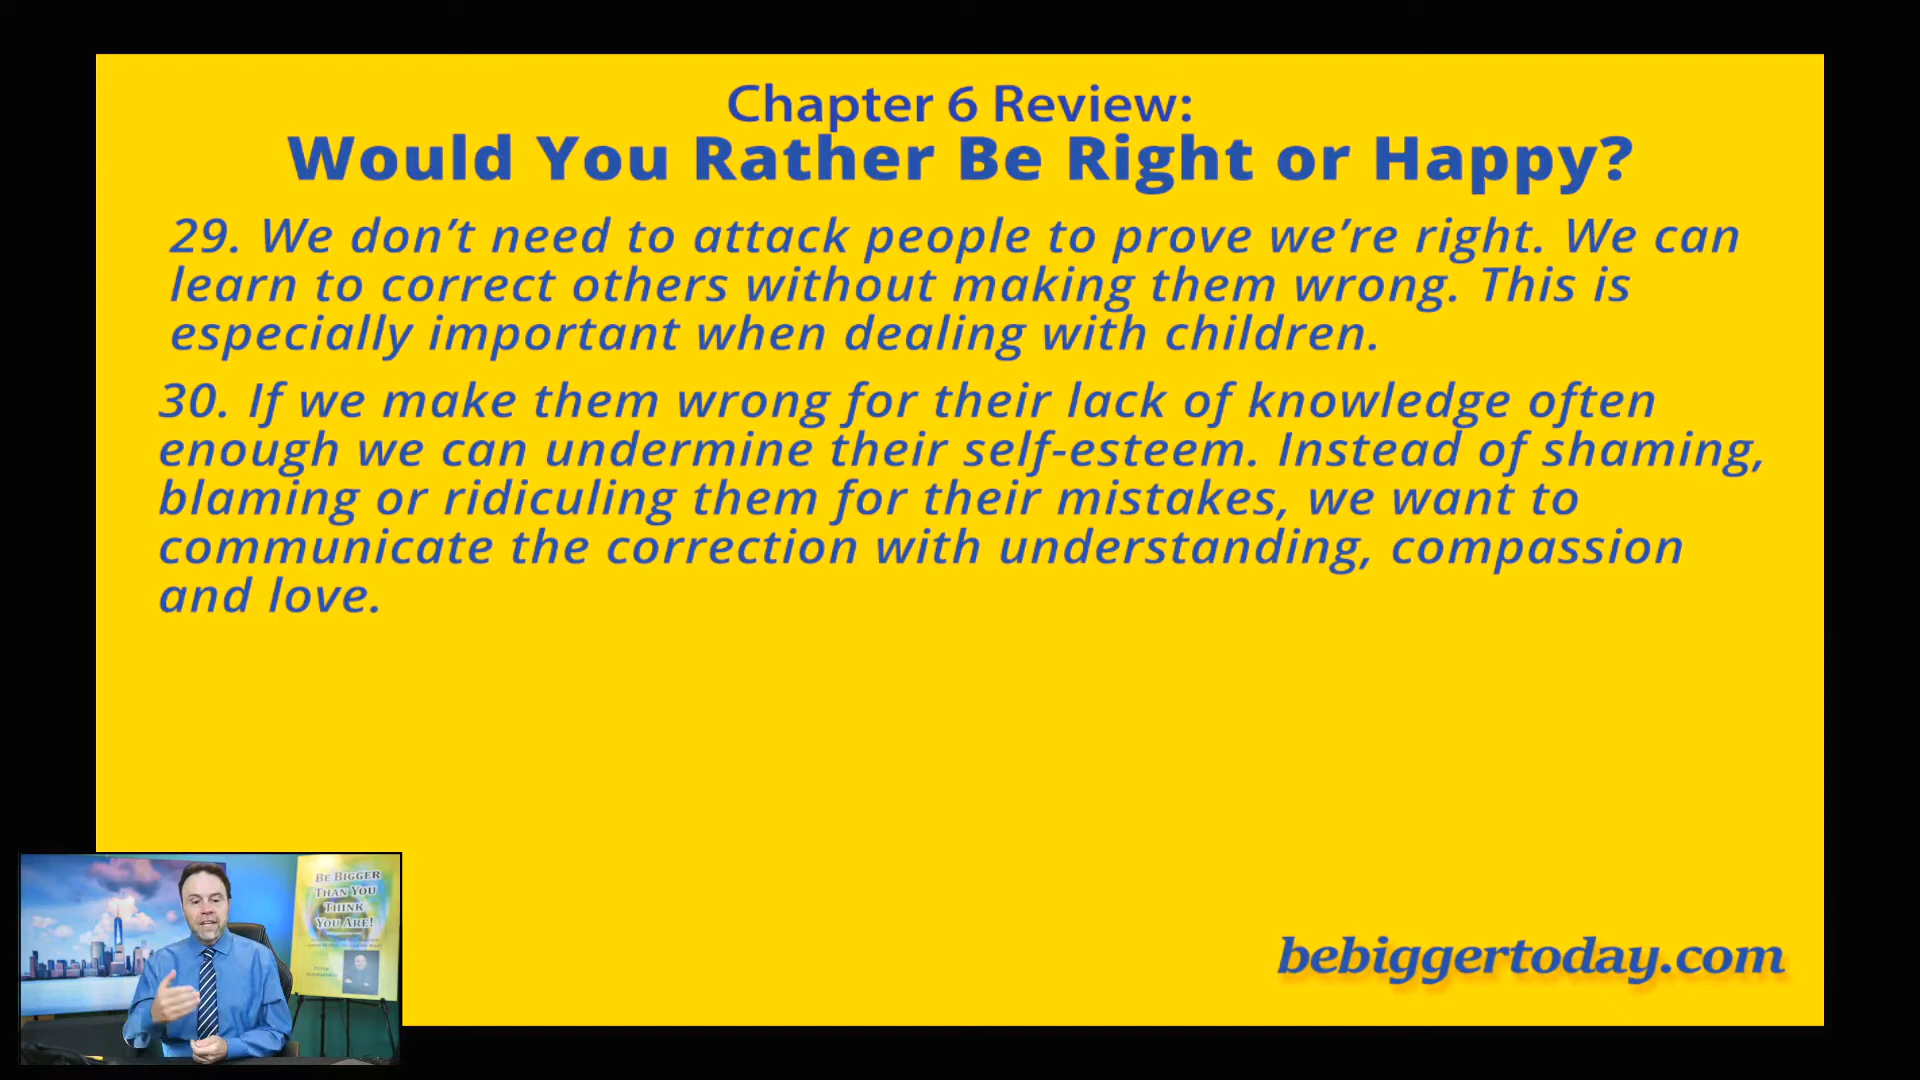 Chapter 6 Review:
Would You Rather Be Right or Happy?
29. We don’t need to attack people to prove we’re right. We can
learn to correct others without making them wrong. This is
especially important when dealing with children.
30. If we make them wrong for their lack of knowledge often
enough we can undermine their self-esteem. Instead of shaming,
blaming or ridiculing them for their mistakes, we want to
communicate the correction with understanding, compassion
and love.
BE BIGGER
THAN YOU
THINK
YOU ARE!
bebiggertoday.com